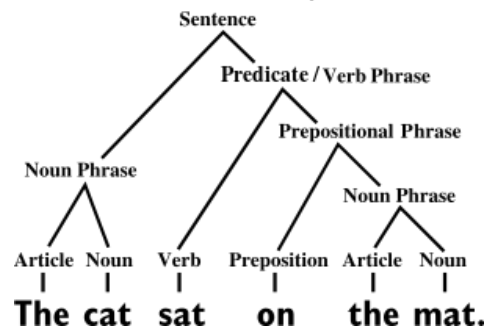 Sentence
Predicate / Verb Phrase
Prepositional Phrase
Noun Phrase
Noun Phrase
Article Noun Verb Preposition Article Noun
The cat sat on the mat.